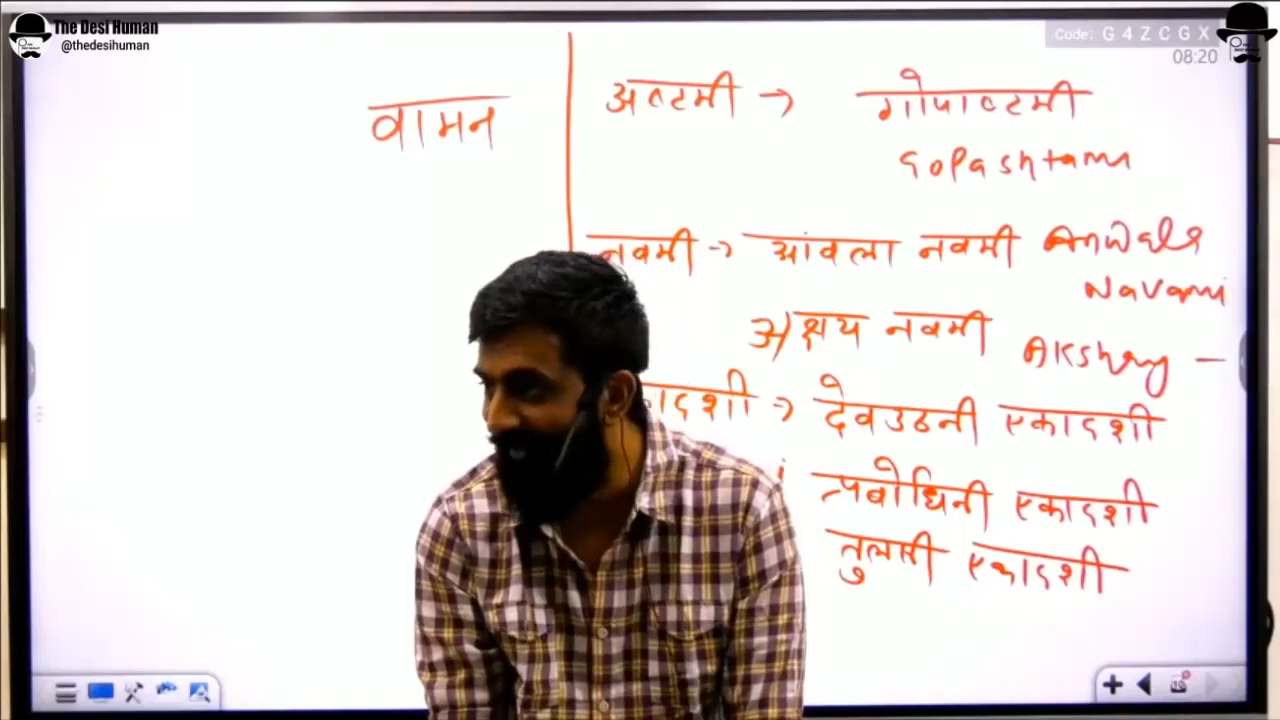 The Desi Human
@thedesihuman
Code: G 4 Z C G X
08:20
वामन
अष्टमी → गोपाष्टमी
Gopashtami
नवमी → आंवला नवमी Anwala
Navami
अक्षय नवमी Akshay —
ादशी → देवउठनी एकादशी
प्रबोधिनी एकादशी
तुलसी एकादशी